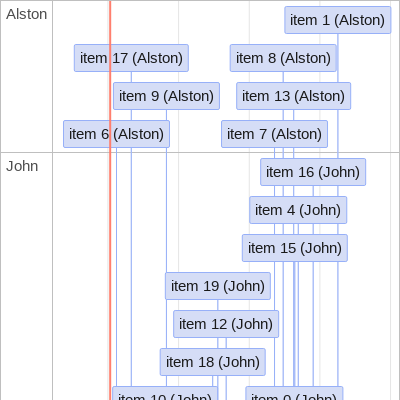 Alston
item 1 (Alston)
item 17 (Alston)
item 8 (Alston)
item 9 (Alston)
item 13 (Alston)
item 6 (Alston)
item 7 (Alston)
John
item 16 (John)
item 4 (John)
item 15 (John)
item 19 (John)
item 12 (John)
item 18 (John)
item 10 (John)
item 0 (John)